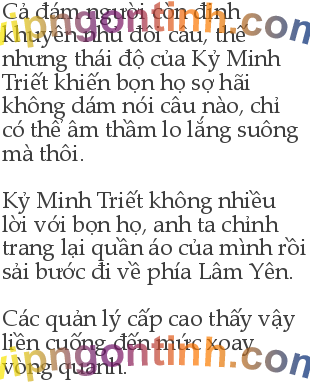 Cả đám người còn định
khuyên nhủ đôi câu, thế
nhưng thái độ của Kỷ Minh
Triết khiến bọn họ sợ hãi
không dám nói câu nào, chỉ
có thể âm thầm lo lắng suông
mà thôi.
Kỷ Minh Triết không nhiều
lời với bọn họ, anh ta chỉnh
trang lại quần áo của mình rồi
sải bước đi về phía Lâm Yên.
Các quản lý cấp cao thấy vậy
liền cuống đến mức xoay
vòng quanh.